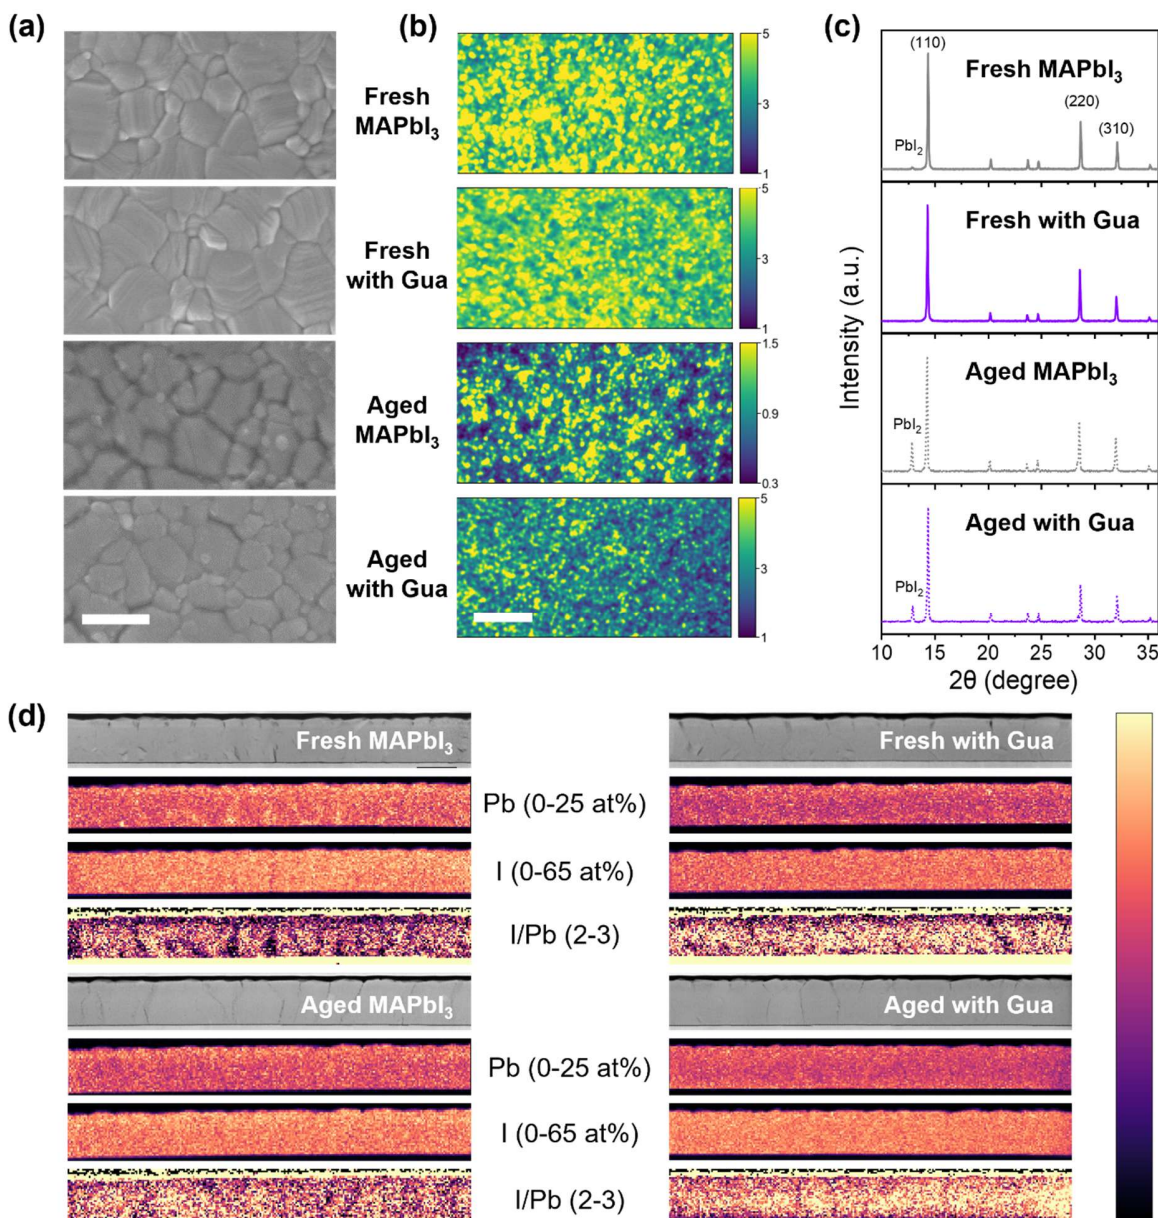 (a)
(b)
(c)
Fresh
MAPbI₃
Fresh
with Gua
Aged
MAPbI₃
Aged
with Gua
5
3
1
5
3
1
1.5
0.9
0.3
5
3
1
Intensity (a.u.)
(110)
Fresh MAPbI₃
(220)
(310)
PbI₂
Fresh with Gua
Aged MAPbI₃
PbI₂
Aged with Gua
PbI₂
10 15 20 25 30 35
2θ (degree)
(d)
Fresh MAPbI₃
Fresh with Gua
Pb (0-25 at%)
I (0-65 at%)
I/Pb (2-3)
Aged MAPbI₃
Aged with Gua
Pb (0-25 at%)
I (0-65 at%)
I/Pb (2-3)